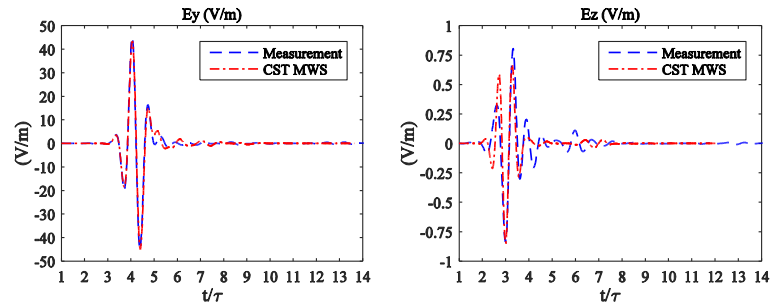 Ey (V/m)
50
40
30
20
10
0
-10
-20
-30
-40
-50
(V/m)
Measurement
CST MWS
1 2 3 4 5 6 7 8 9 10 11 12 13 14
t/τ
Ez (V/m)
1
0.75
0.5
0.25
0
-0.25
-0.5
-0.75
-1
(V/m)
Measurement
CST MWS
1 2 3 4 5 6 7 8 9 10 11 12 13 14
t/τ